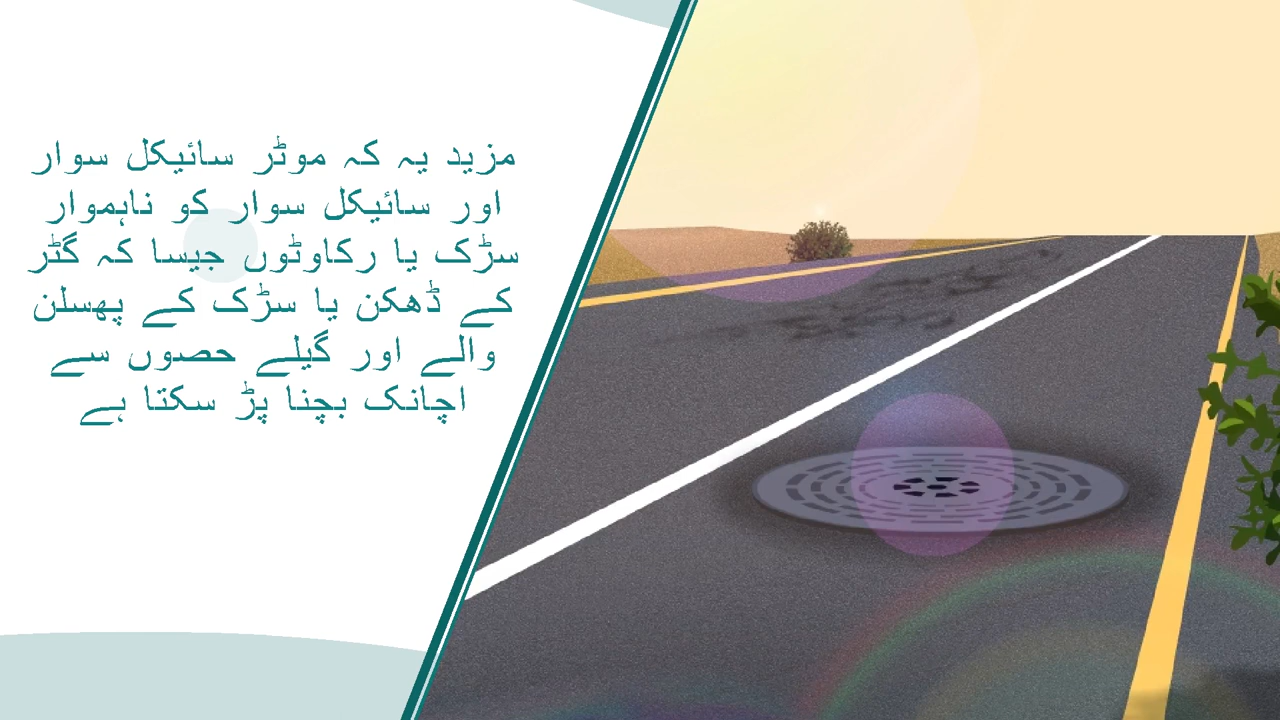 مزید یہ کہ موٹر سائیکل سوار
اور سائیکل سوار کو ناہموار
سڑک یا رکاوٹوں جیسا کہ گٹر
کے ڈھکن یا سڑک کے پھسلن
والے اور گیلے حصوں سے
اچانک بچنا پڑ سکتا ہے